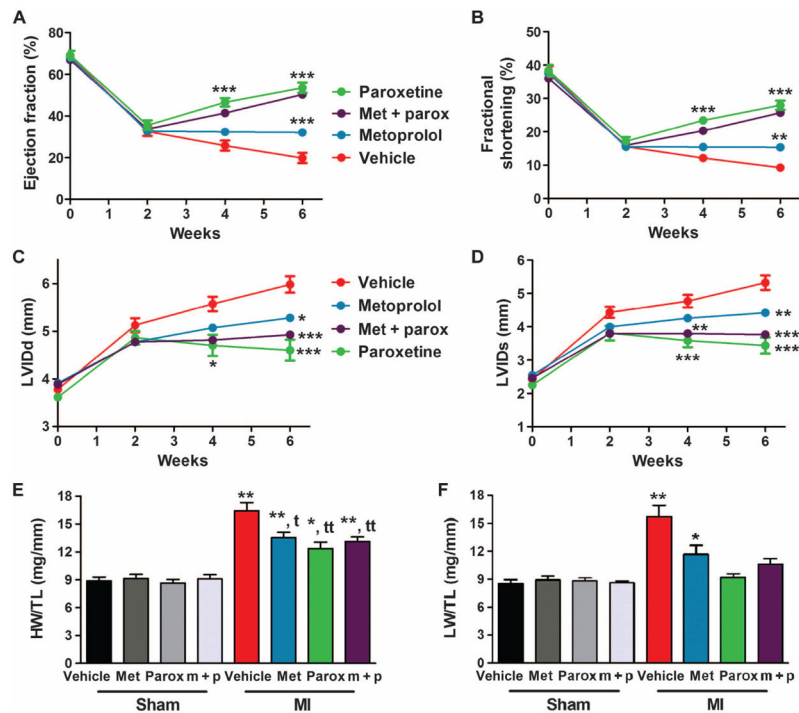 A
Ejection fraction (%)
80
60
40
20
0
0 1 2 3 4 5 6
Weeks
***
***
***
Paroxetine
Met + parox
Metoprolol
Vehicle
B
Fractional
shortening (%)
50
40
30
20
10
0
0 1 2 3 4 5 6
Weeks
***
***
**
C
LVIDd (mm)
6
5
4
3
0 1 2 3 4 5 6
Weeks
*
***
***
*
Vehicle
Metoprolol
Met + parox
Paroxetine
D
LVIDs (mm)
6
5
4
3
2
1
0 1 2 3 4 5 6
Weeks
**
**
***
***
***
E
HW/TL (mg/mm)
18
15
12
9
6
3
0
**
**, t
*, tt
**, tt
Vehicle Met Parox m + p Vehicle Met Parox m + p
Sham MI
F
LW/TL (mg/mm)
18
15
12
9
6
3
0
**
*
Vehicle Met Parox m + p Vehicle Met Parox m + p
Sham MI